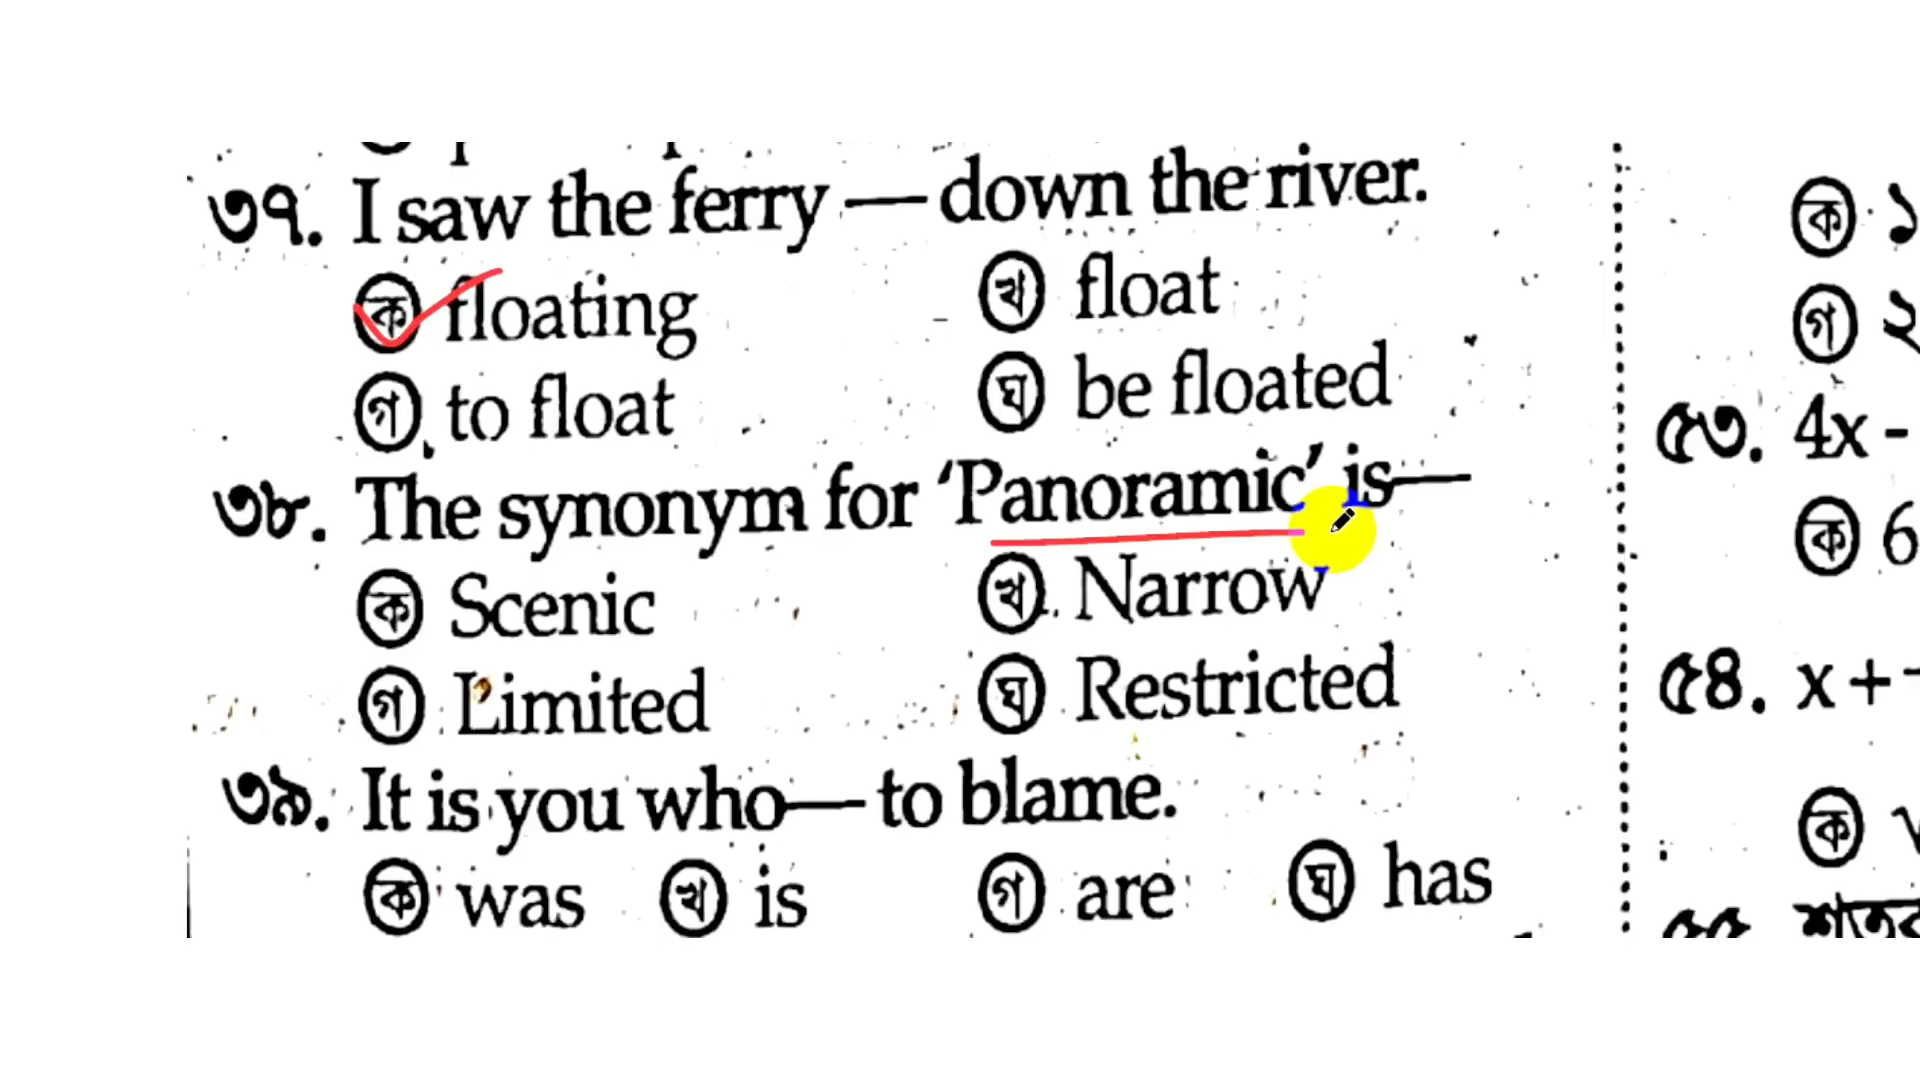 ৩৭. I saw the ferry — down the river.
ক floating
খ float
গ to float
ঘ be floated
৩৮. The synonym for 'Panoramic' is—
ক Scenic
খ Narrow
গ Limited
ঘ Restricted
৩৯. It is you who— to blame.
ক was খ is গ are ঘ has
ক ১
গ ২
৫৩. 4x -
ক 6
৫৪. x +
ক